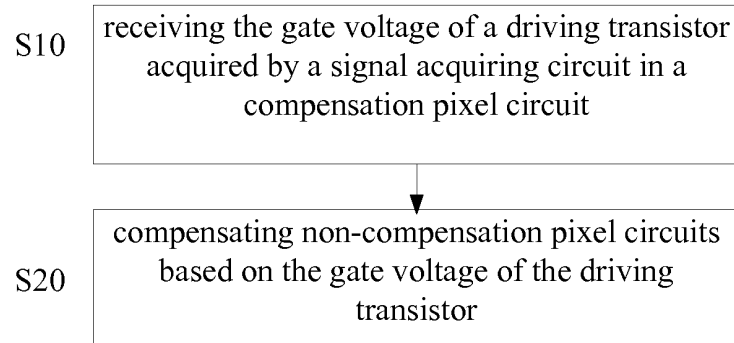 S10
receiving the gate voltage of a driving transistor
acquired by a signal acquiring circuit in a
compensation pixel circuit
S20
compensating non-compensation pixel circuits
based on the gate voltage of the driving
transistor